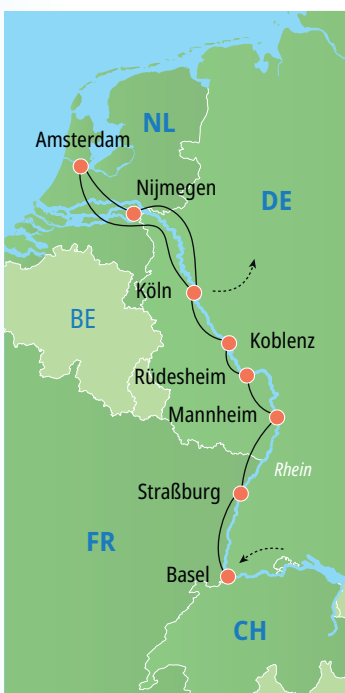 NL
Amsterdam
Nijmegen
DE
Köln
BE
Koblenz
Rüdesheim
Mannheim
Rhein
Straßburg
FR
Basel
CH